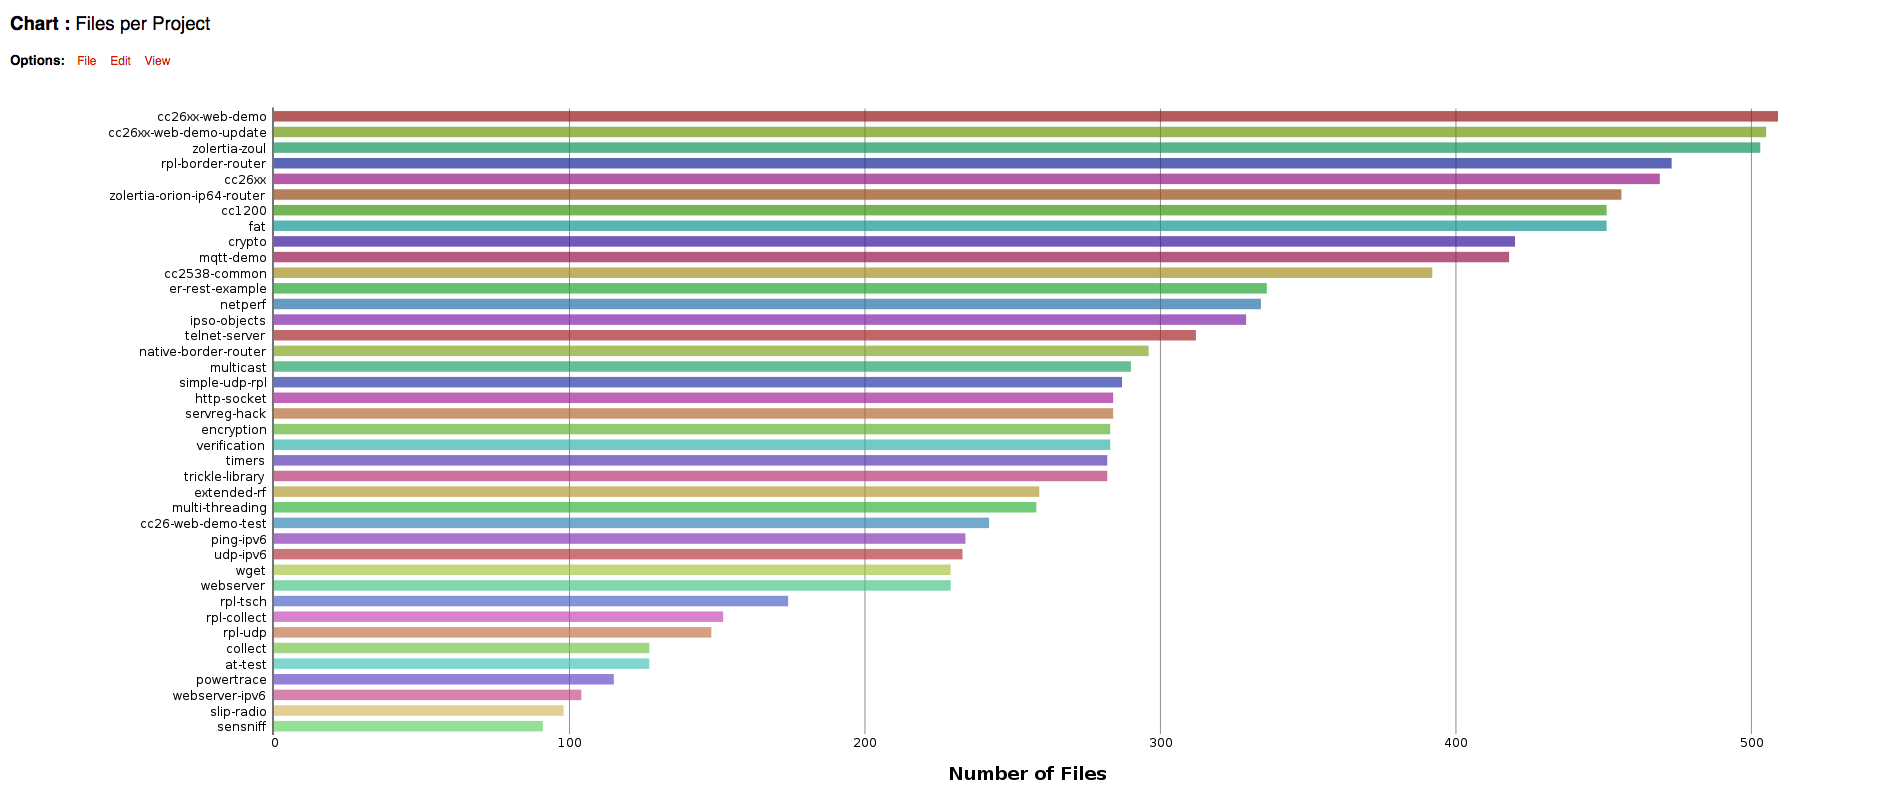 Chart : Files per Project
Options: File Edit View
cc26xx-web-demo
cc26xx-web-demo-update
zolertia-zoul
rpl-border-router
cc26xx
zolertia-orion-ip64-router
cc1200
fat
crypto
mqtt-demo
cc2538-common
er-rest-example
netperf
ipso-objects
telnet-server
native-border-router
multicast
simple-udp-rpl
http-socket
servreg-hack
encryption
verification
timers
trickle-library
extended-rf
multi-threading
cc26-web-demo-test
ping-ipv6
udp-ipv6
wget
webserver
rpl-tsch
rpl-collect
rpl-udp
collect
at-test
powertrace
webserver-ipv6
slip-radio
sensniff
0 100 200 300 400 500
Number of Files